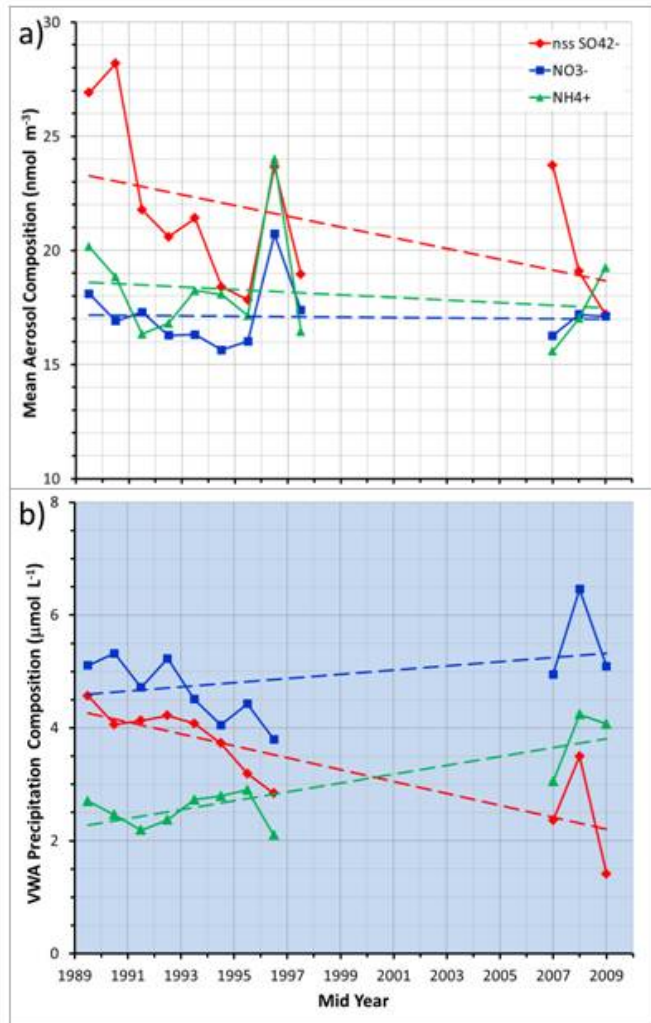 a)
Mean Aerosol Composition (nmol m⁻³)
30
25
20
15
10
nss SO42-
NO3-
NH4+
b)
VWA Precipitation Composition (µmol L⁻¹)
8
6
4
2
0
1989 1991 1993 1995 1997 1999 2001 2003 2005 2007 2009
Mid Year